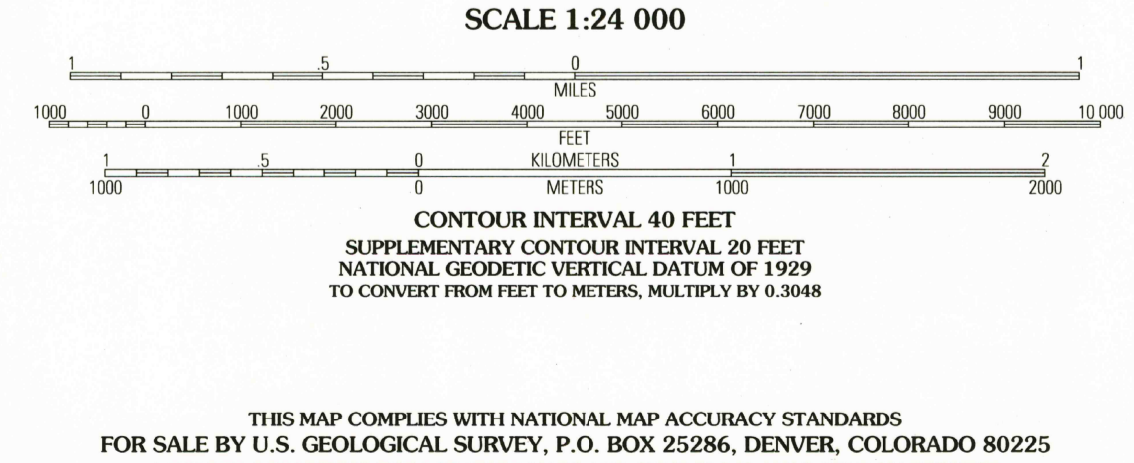 SCALE 1:24 000
1 .5 0 1
MILES
1000 0 1000 2000 3000 4000 5000 6000 7000 8000 9000 10 000
FEET
1 .5 0 KILOMETERS 1 2
1000 0 METERS 1000 2000
CONTOUR INTERVAL 40 FEET
SUPPLEMENTARY CONTOUR INTERVAL 20 FEET
NATIONAL GEODETIC VERTICAL DATUM OF 1929
TO CONVERT FROM FEET TO METERS, MULTIPLY BY 0.3048
THIS MAP COMPLIES WITH NATIONAL MAP ACCURACY STANDARDS
FOR SALE BY U.S. GEOLOGICAL SURVEY, P.O. BOX 25286, DENVER, COLORADO 80225